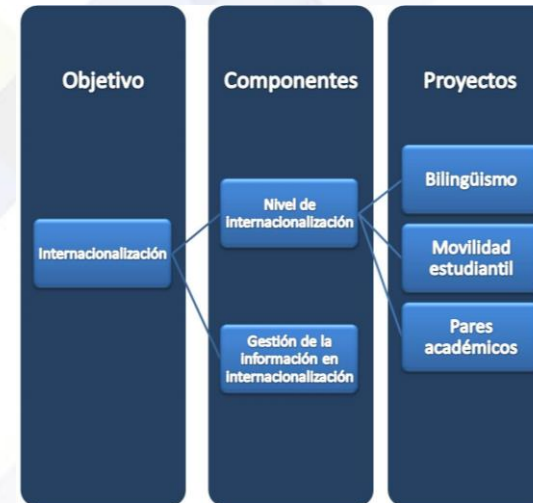 Objetivo
Componentes
Proyectos
Internacionalización
Nivel de
internacionalización
Gestión de la
información en
internacionalización
Bilingüismo
Movilidad
estudiantil
Pares
académicos